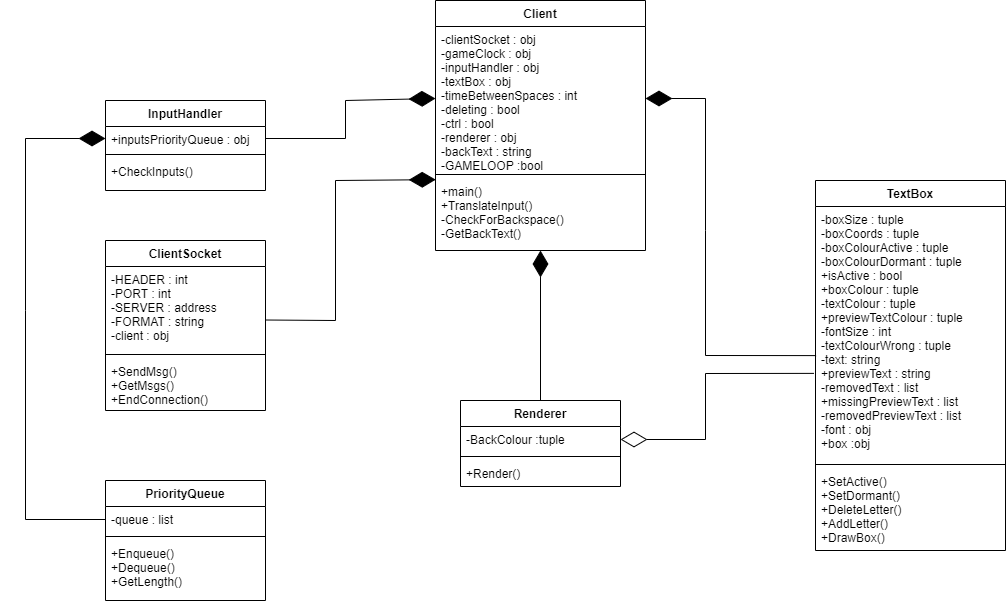 Client
-clientSocket : obj
-gameClock : obj
-inputHandler : obj
-textBox : obj
-timeBetweenSpaces : int
-deleting : bool
-ctrl : bool
-renderer : obj
-backText : string
-GAMELOOP :bool
+main()
+TranslateInput()
-CheckForBackspace()
-GetBackText()
InputHandler
+inputsPriorityQueue : obj
+CheckInputs()
ClientSocket
-HEADER : int
-PORT : int
-SERVER : address
-FORMAT : string
-client : obj
+SendMsg()
+GetMsgs()
+EndConnection()
PriorityQueue
-queue : list
+Enqueue()
+Dequeue()
+GetLength()
Renderer
-BackColour :tuple
+Render()
TextBox
-boxSize : tuple
-boxCoords : tuple
-boxColourActive : tuple
-boxColourDormant : tuple
+isActive : bool
+boxColour : tuple
-textColour : tuple
+previewTextColour : tuple
-fontSize : int
-textColourWrong : tuple
-text: string
+previewText : string
-removedText : list
+missingPreviewText : list
-removedPreviewText : list
-font : obj
+box :obj
+SetActive()
+SetDormant()
+DeleteLetter()
+AddLetter()
+DrawBox()